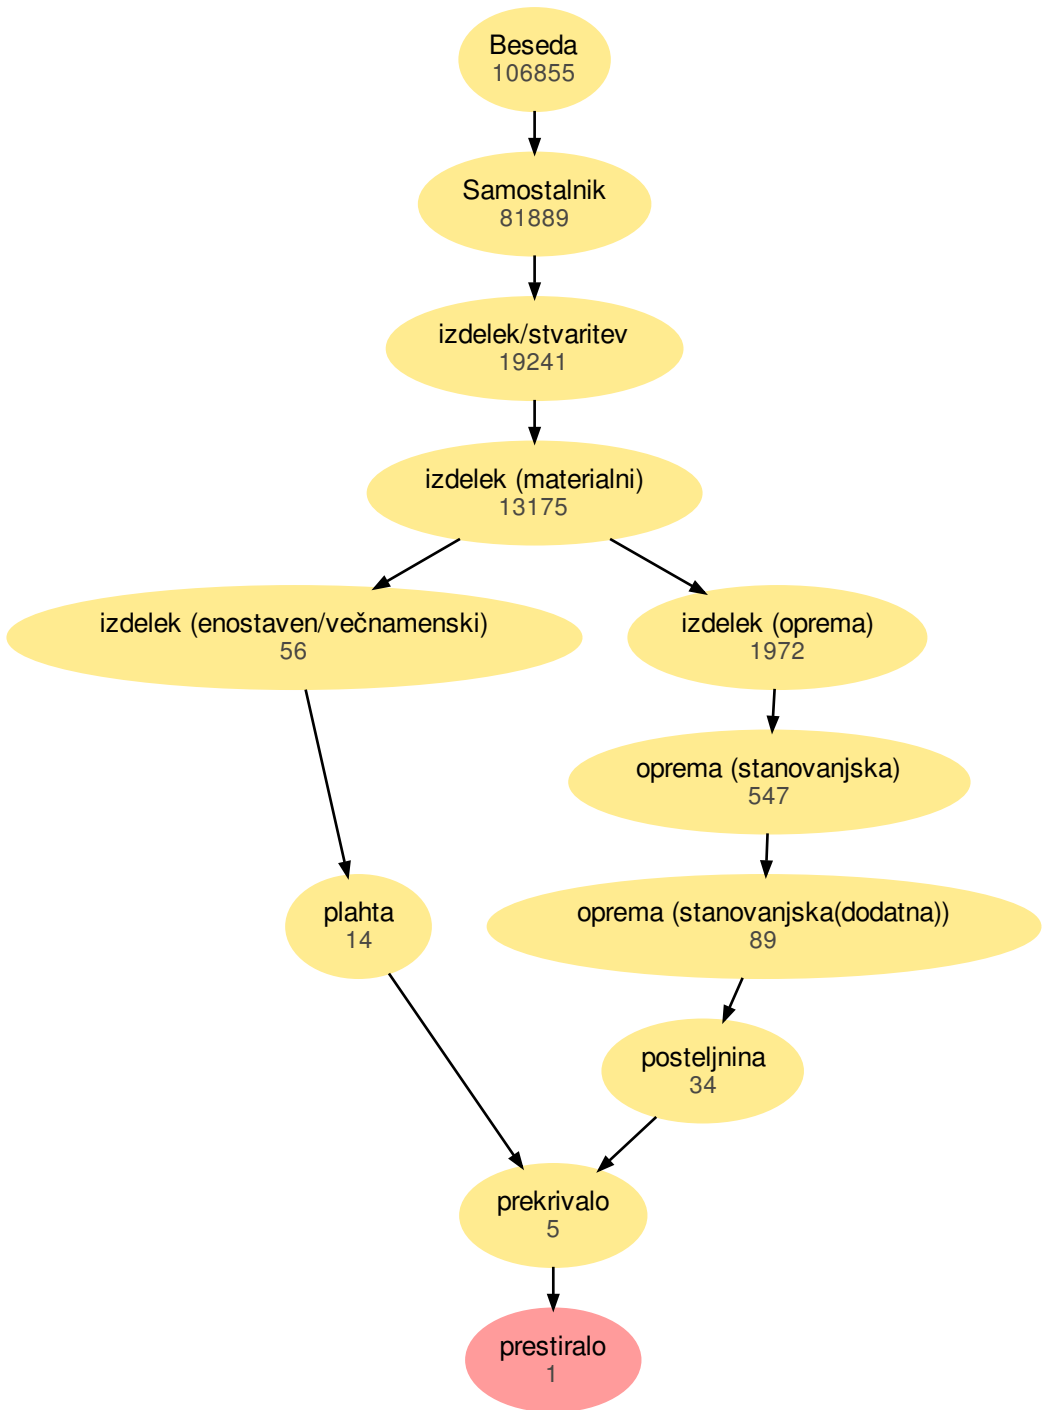 Beseda
106855
Samostalnik
81889
izdelek/stvaritev
19241
izdelek (materialni)
13175
izdelek (enostaven/večnamenski)
56
izdelek (oprema)
1972
oprema (stanovanjska)
547
plahta
14
oprema (stanovanjska(dodatna))
89
posteljnina
34
prekrivalo
5
prestiralo
1